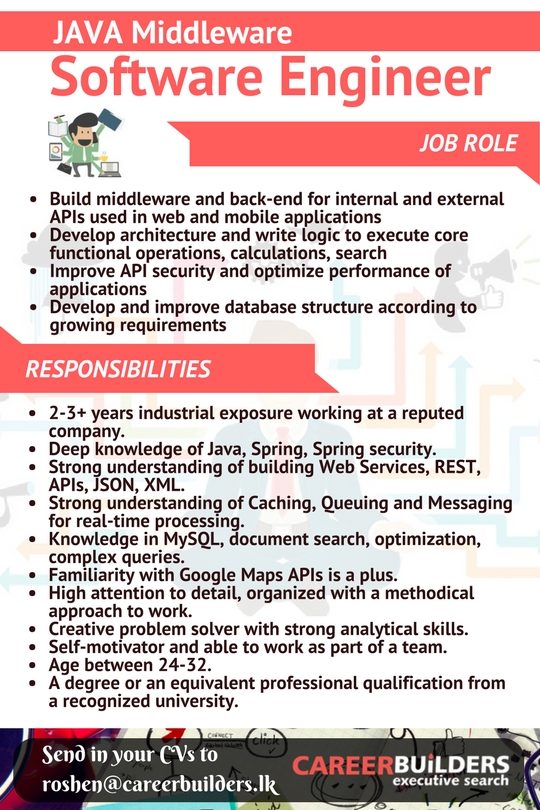 JAVA Middleware
Software Engineer
JOB ROLE
• Build middleware and back-end for internal and external
APIs used in web and mobile applications
• Develop architecture and write logic to execute core
functional operations, calculations, search
• Improve API security and optimize performance of
applications
• Develop and improve database structure according to
growing requirements
RESPONSIBILITIES
• 2-3+ years industrial exposure working at a reputed
company.
• Deep knowledge of Java, Spring, Spring security.
• Strong understanding of building Web Services, REST,
APIs, JSON, XML.
• Strong understanding of Caching, Queuing and Messaging
for real-time processing.
• Knowledge in MySQL, document search, optimization,
complex queries.
• Familiarity with Google Maps APIs is a plus.
• High attention to detail, organized with a methodical
approach to work.
• Creative problem solver with strong analytical skills.
• Self-motivator and able to work as part of a team.
• Age between 24-32.
• A degree or an equivalent professional qualification from
a recognized university.
CONNECT
click
Send in your CVs to
roshen@careerbuilders.lk
CAREERBUILDERS
executive search